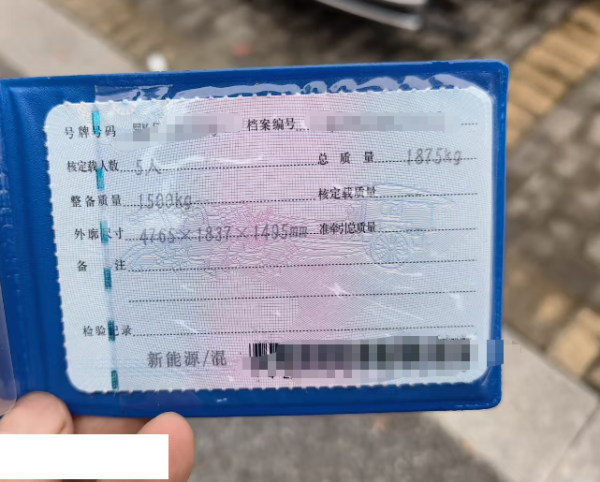 号牌号码 档案编号
核定载人数 5人 总质量 1875kg
整备质量 1500kg 核定载质量
外廓尺寸 4765×1837×1495mm 准牵引总质量
备注
检验记录
新能源/混